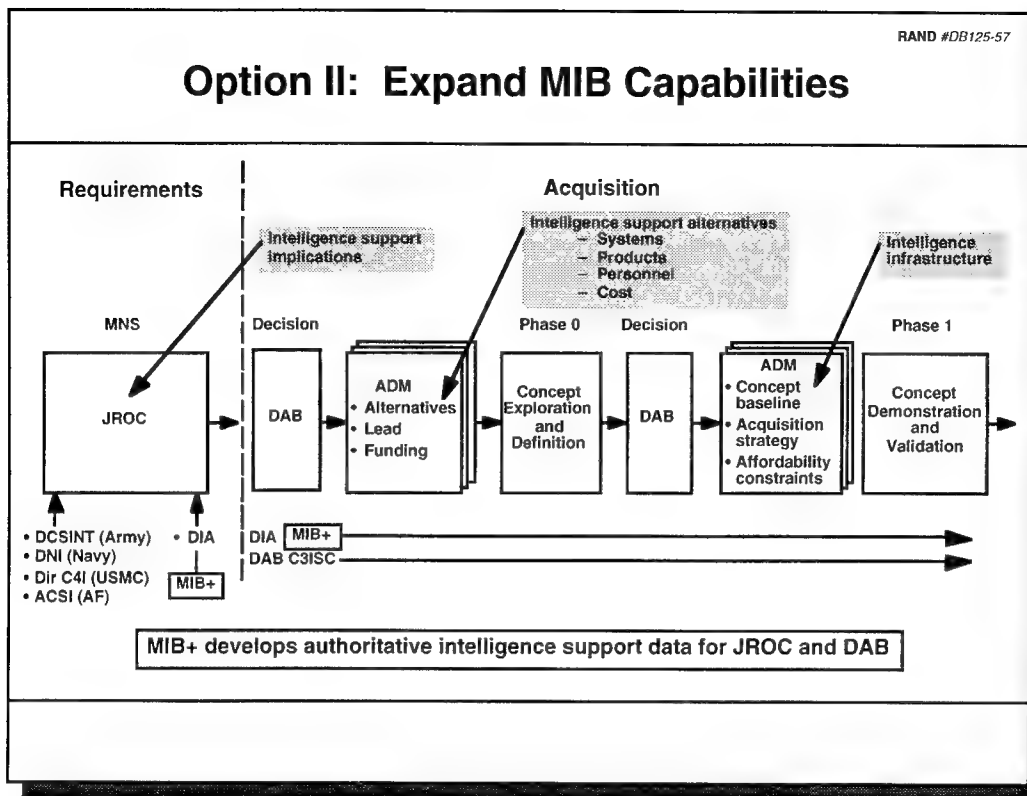 RAND #DB125-57
Option II: Expand MIB Capabilities
Requirements
Acquisition
Intelligence support
implications
Intelligence support alternatives
– Systems
– Products
– Personnel
– Cost
Intelligence
infrastructure
MNS
Decision
Phase 0
Decision
Phase 1
JROC
DAB
ADM
• Alternatives
• Lead
• Funding
Concept
Exploration
and
Definition
DAB
ADM
• Concept
baseline
• Acquisition
strategy
• Affordability
constraints
Concept
Demonstration
and
Validation
• DCSINT (Army)
• DNI (Navy)
• Dir C4I (USMC)
• ACSI (AF)
• DIA
MIB+
DIA MIB+
DAB C3ISC
MIB+ develops authoritative intelligence support data for JROC and DAB